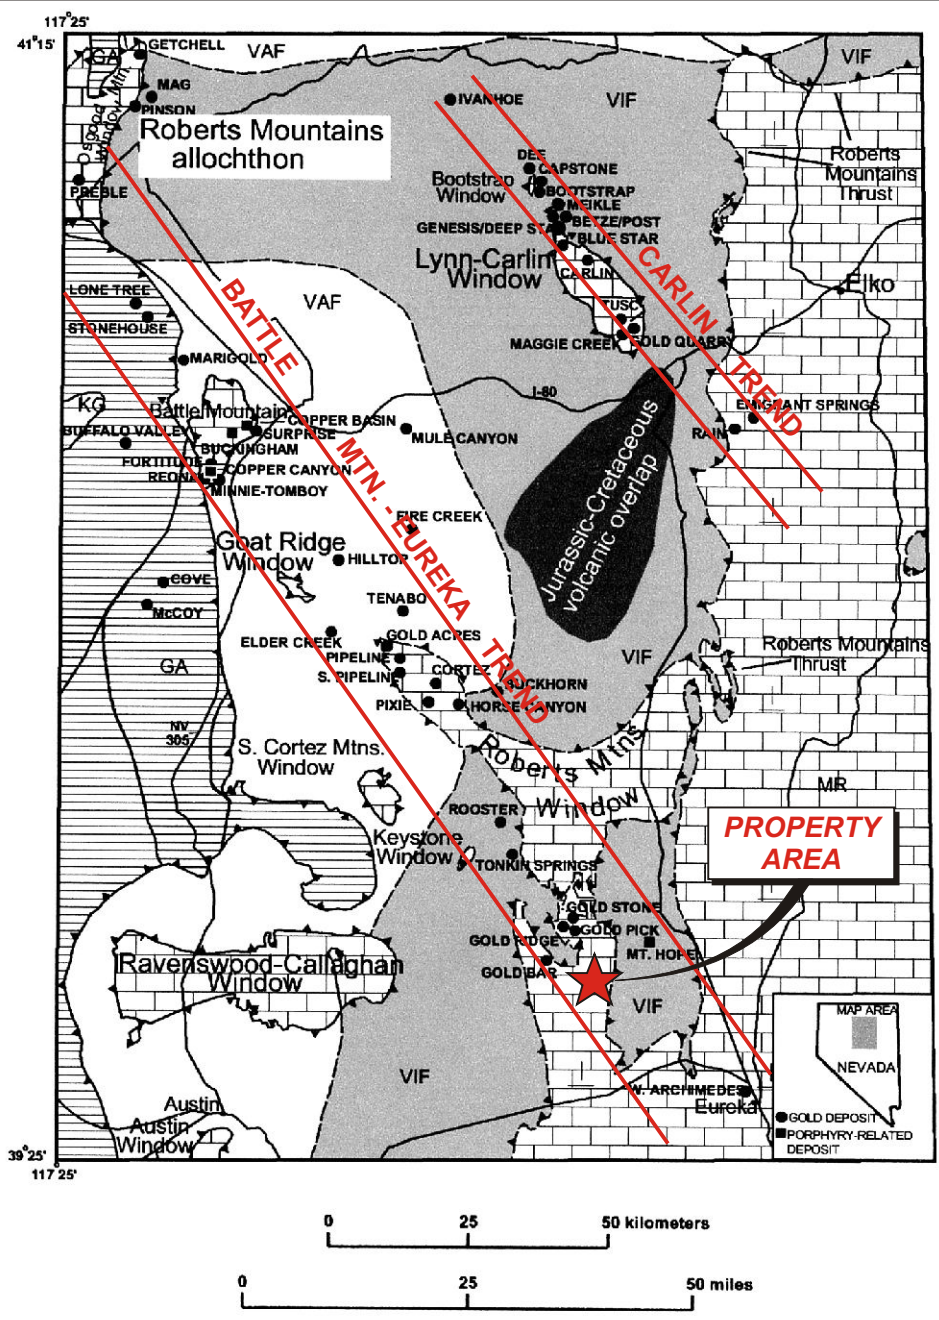 117°25'
41°15'
GETCHELL
VAF
GA
VIF
MAG
PINSON
Osgood
Window, Mtn.
IVANHOE
VIF
Roberts Mountains
allochthon
PREBLE
DEE
CAPSTONE
Bootstrap
Window
BOOTSTRAP
MEIKLE
BETZE/POST
GENESIS/DEEP STAR
BLUE STAR
Roberts
Mountains
Thrust
Lynn-Carlin
Window
CARLIN
CARLIN TREND
Elko
LONE TREE
STONEHOUSE
VAF
BATTLE MTN. - EUREKA TREND
TUSC
GOLD QUARRY
MAGGIE CREEK
MARIGOLD
I-80
KG
Battle Mountain
COPPER BASIN
SURPRISE
BUFFALO VALLEY
BUCKINGHAM
MULE CANYON
EMIGRANT SPRINGS
RAIN
FORTITUDE
COPPER CANYON
REONA
MINNIE-TOMBOY
Jurassic-Cretaceous
volcanic overlap
FIRE CREEK
Goat Ridge
Window
HILLTOP
COVE
McCOY
TENABO
ELDER CREEK
GOLD ACRES
PIPELINE
S. PIPELINE
CORTEZ
BUCKHORN
PIXIE
HORSE CANYON
GA
VIF
Roberts Mountains
Thrust
NV
305
S. Cortez Mtns.
Window
Roberts Mtns
Window
MR
ROOSTER
Keystone
Window
TONKIN SPRINGS
PROPERTY
AREA
GOLD STONE
GOLD PICK
GOLD RIDGE
MT. HOPE
GOLD BAR
Ravenswood-Callaghan
Window
VIF
VIF
MAP AREA
NEVADA
W. ARCHIMEDES
Eureka
Austin
Austin
Window
GOLD DEPOSIT
PORPHYRY-RELATED
DEPOSIT
39°25'
117°25'
0 25 50 kilometers
0 25 50 miles